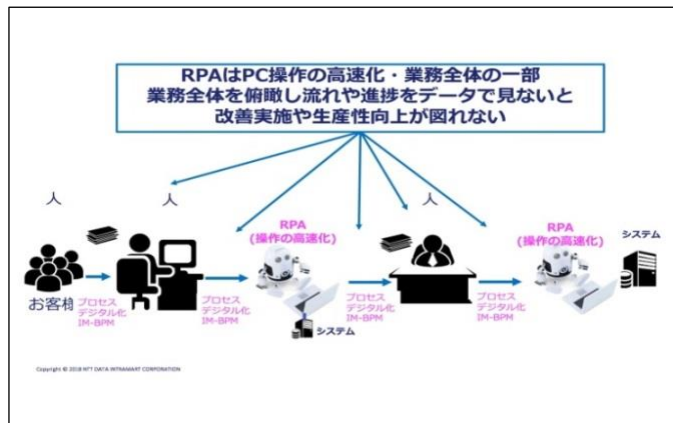 RPAはPC操作の高速化・業務全体の一部
業務全体を俯瞰し流れや進捗をデータで見ないと
改善実施や生産性向上が図れない
人
人
人
RPA
(操作の高速化)
RPA
(操作の高速化)
システム
お客様
プロセス
デジタル化
IM-BPM
プロセス
デジタル化
IM-BPM
システム
プロセス
デジタル化
IM-BPM
プロセス
デジタル化
IM-BPM
Copyright © 2018 NTT DATA INTRAMART CORPORATION